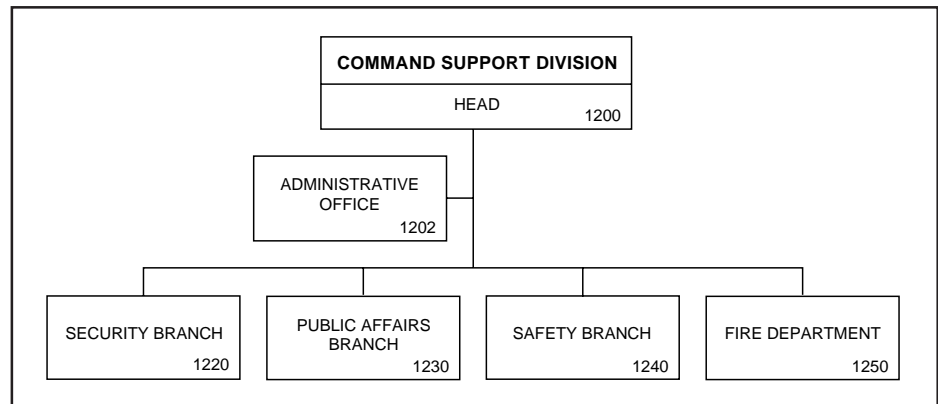 COMMAND SUPPORT DIVISION
HEAD
1200
ADMINISTRATIVE
OFFICE
1202
SECURITY BRANCH
1220
PUBLIC AFFAIRS
BRANCH
1230
SAFETY BRANCH
1240
FIRE DEPARTMENT
1250